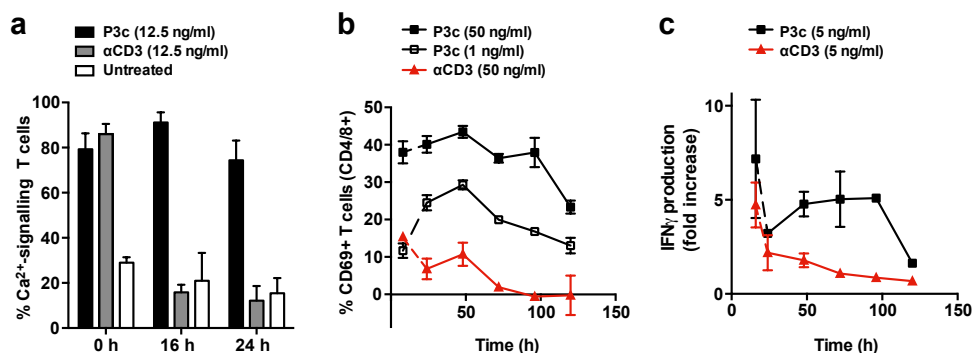 a
P3c (12.5 ng/ml)
αCD3 (12.5 ng/ml)
Untreated
% Ca²⁺-signalling T cells
100
80
60
40
20
0
0 h
16 h
24 h
b
P3c (50 ng/ml)
P3c (1 ng/ml)
αCD3 (50 ng/ml)
% CD69+ T cells (CD4/8+)
50
40
30
20
10
0
50
100
150
Time (h)
c
P3c (5 ng/ml)
αCD3 (5 ng/ml)
IFNγ production
(fold increase)
10
5
0
0
50
100
150
Time (h)